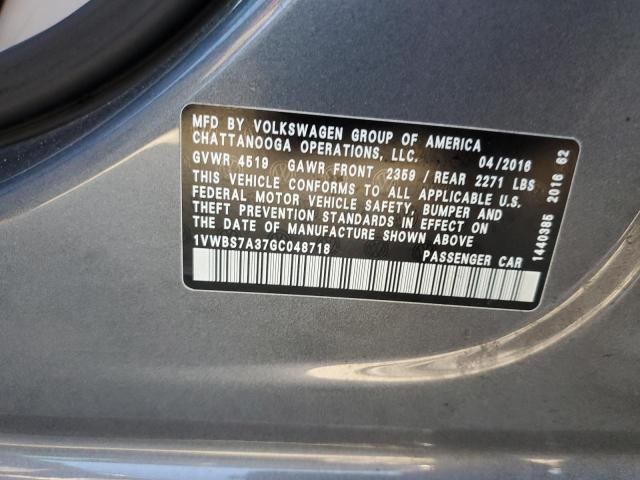 MFD BY VOLKSWAGEN GROUP OF AMERICA
CHATTANOOGA OPERATIONS, LLC. 04/2016
GVWR 4519 GAWR FRONT 2359 / REAR 2271 LBS
THIS VEHICLE CONFORMS TO ALL APPLICABLE U.S.
FEDERAL MOTOR VEHICLE SAFETY, BUMPER AND
THEFT PREVENTION STANDARDS IN EFFECT ON
THE DATE OF MANUFACTURE SHOWN ABOVE
1VWBS7A37GC048718 PASSENGER CAR
1440385 2016 62